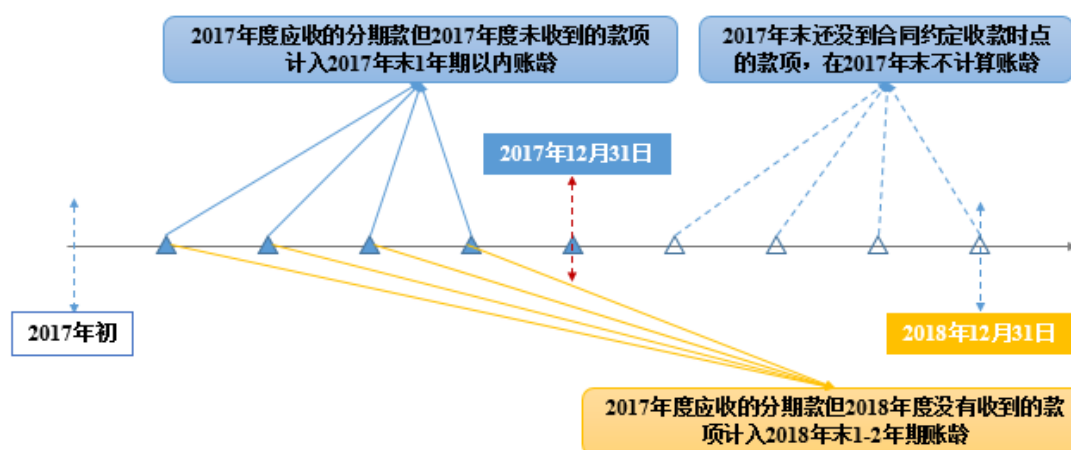 2017年度应收的分期款但2017年度未收到的款项
计入2017年末1年期以内账龄
2017年末还没到合同约定收款时点
的款项，在2017年末不计算账龄
2017年12月31日
2017年初
2018年12月31日
2017年度应收的分期款但2018年度没有收到的款
项计入2018年末1-2年期账龄